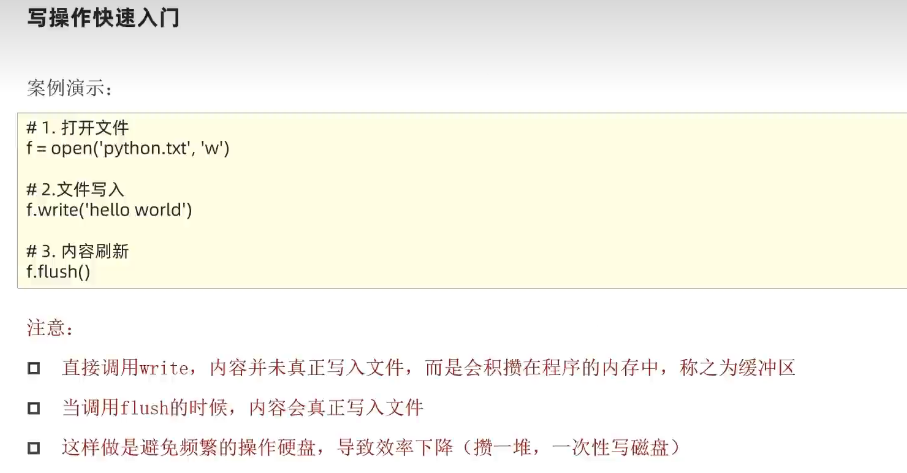 写操作快速入门
案例演示:
# 1. 打开文件
f = open('python.txt', 'w')
# 2.文件写入
f.write('hello world')
# 3. 内容刷新
f.flush()
注意:
直接调用write，内容并未真正写入文件，而是会积攒在程序的内存中，称之为缓冲区
当调用flush的时候，内容会真正写入文件
这样做是避免频繁的操作硬盘，导致效率下降（攒一堆，一次性写磁盘）